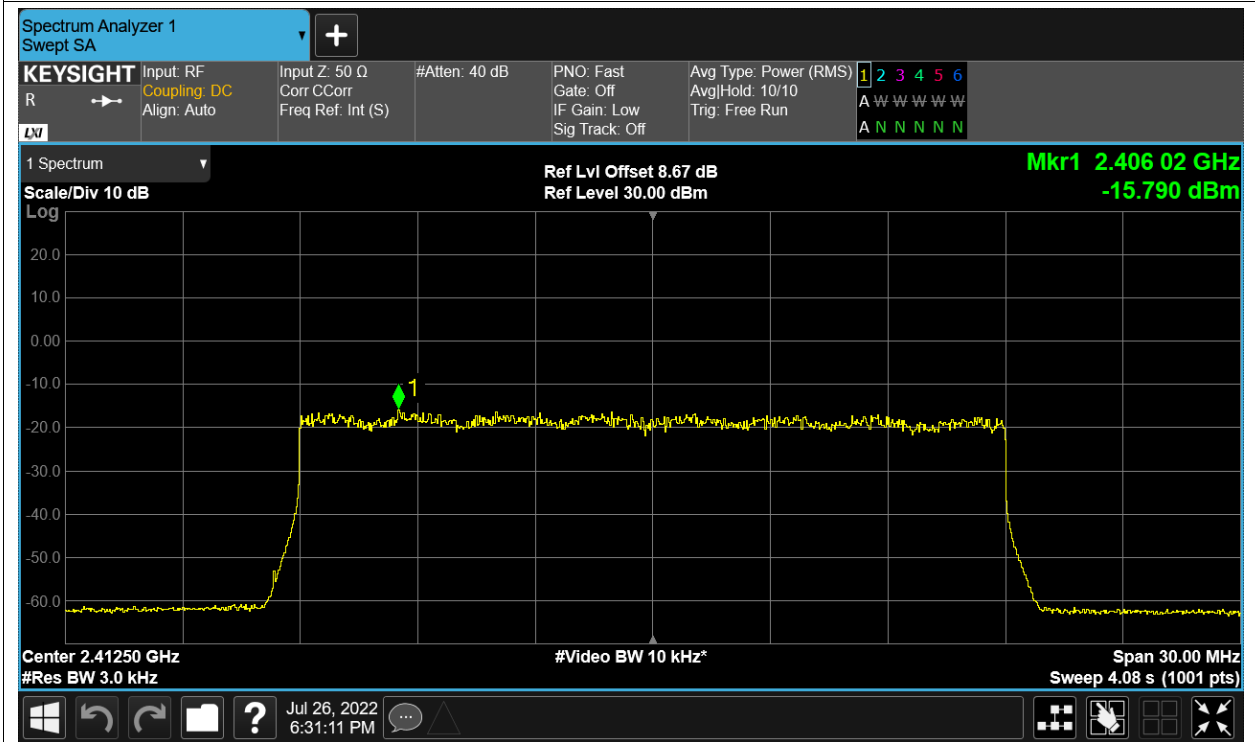 Spectrum Analyzer 1
Swept SA
+
KEYSIGHT
R
LXI
Input: RF
Coupling: DC
Align: Auto
Input Z: 50 Ω
Corr CCorr
Freq Ref: Int (S)
#Atten: 40 dB
PNO: Fast
Gate: Off
IF Gain: Low
Sig Track: Off
Avg Type: Power (RMS)
Avg|Hold: 10/10
Trig: Free Run
1 2 3 4 5 6
A W W W W W
A N N N N N
1 Spectrum
Scale/Div 10 dB
Log
Ref Lvl Offset 8.67 dB
Ref Level 30.00 dBm
Mkr1 2.406 02 GHz
-15.790 dBm
20.0
10.0
0.00
-10.0
-20.0
-30.0
-40.0
-50.0
-60.0
1
Center 2.41250 GHz
#Res BW 3.0 kHz
#Video BW 10 kHz*
Span 30.00 MHz
Sweep 4.08 s (1001 pts)
?
Jul 26, 2022
6:31:11 PM